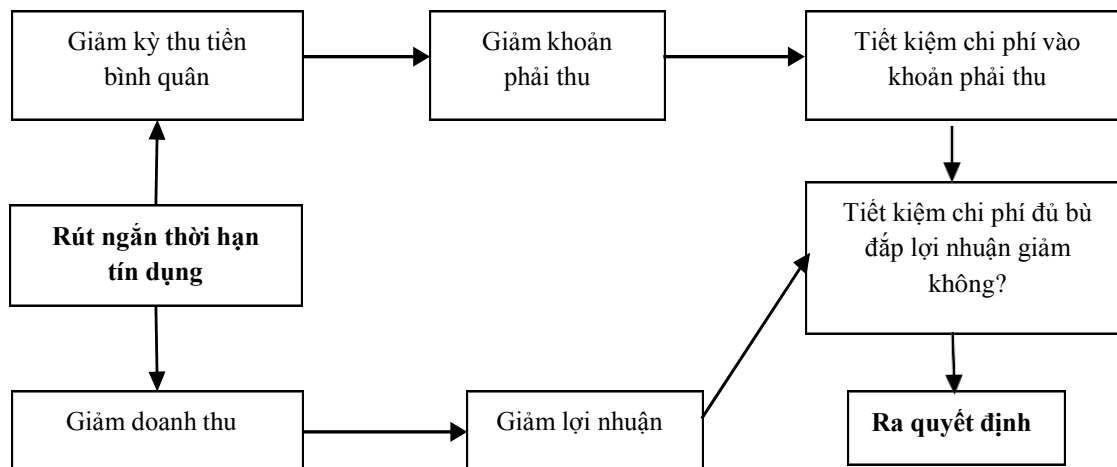 Giảm kỳ thu tiền
bình quân
Giảm khoản
phải thu
Tiết kiệm chi phí vào
khoản phải thu
Rút ngắn thời hạn
tín dụng
Tiết kiệm chi phí đủ bù
đắp lợi nhuận giảm
không?
Giảm doanh thu
Giảm lợi nhuận
Ra quyết định